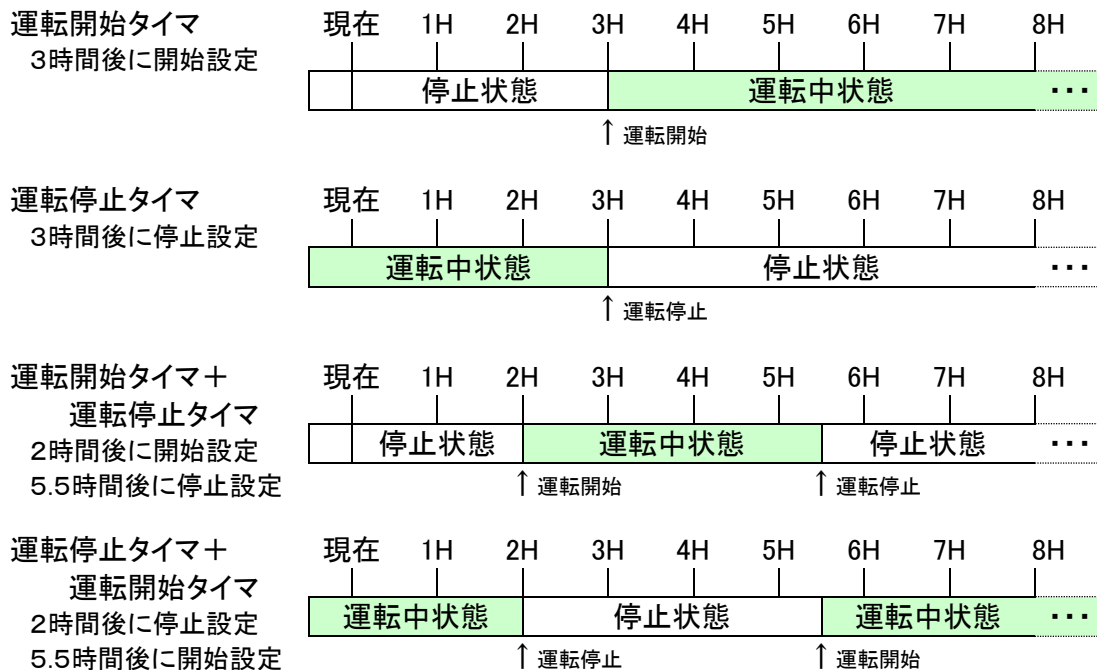 運転開始タイマ 現在 1H 2H 3H 4H 5H 6H 7H 8H
3時間後に開始設定
停止状態 運転中状態 ･･･
↑ 運転開始
運転停止タイマ 現在 1H 2H 3H 4H 5H 6H 7H 8H
3時間後に停止設定
運転中状態 停止状態 ･･･
↑ 運転停止
運転開始タイマ＋ 現在 1H 2H 3H 4H 5H 6H 7H 8H
運転停止タイマ
2時間後に開始設定 停止状態 運転中状態 停止状態 ･･･
5.5時間後に停止設定 ↑ 運転開始 ↑ 運転停止
運転停止タイマ＋ 現在 1H 2H 3H 4H 5H 6H 7H 8H
運転開始タイマ
2時間後に停止設定 運転中状態 停止状態 運転中状態 ･･･
5.5時間後に開始設定 ↑ 運転停止 ↑ 運転開始